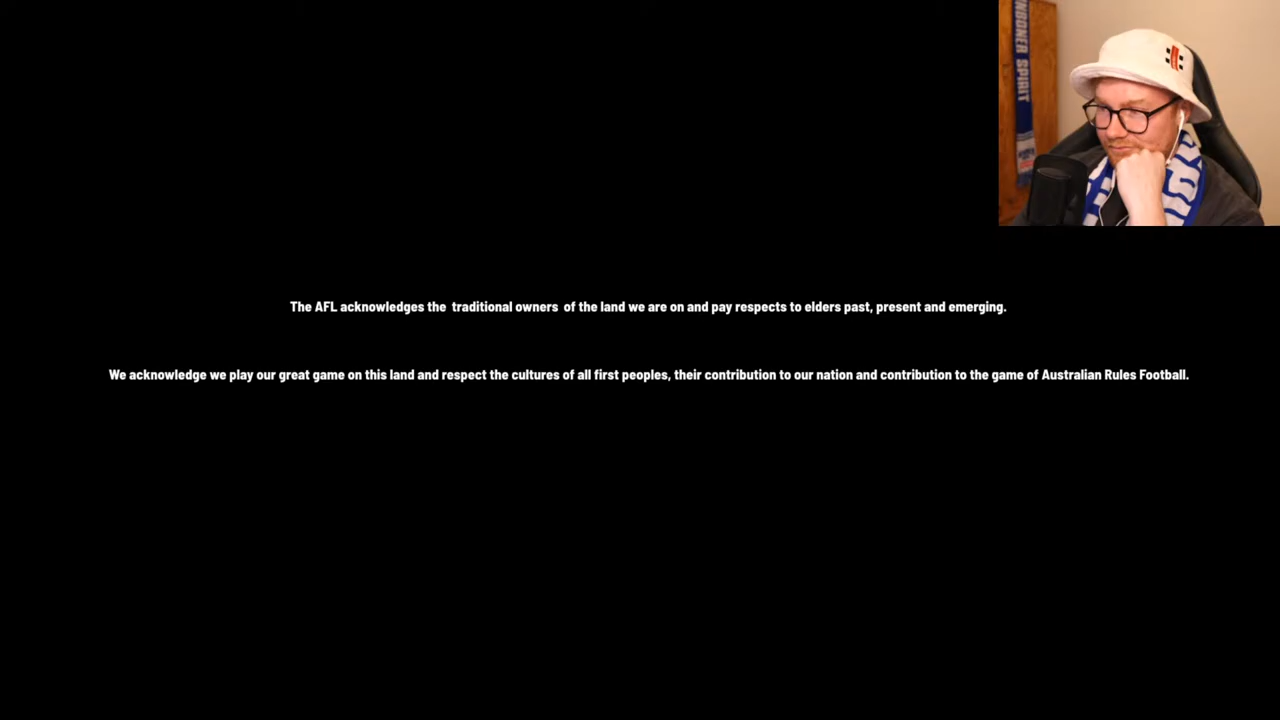 NBONER SPIRIT
The AFL acknowledges the traditional owners of the land we are on and pay respects to elders past, present and emerging.
We acknowledge we play our great game on this land and respect the cultures of all first peoples, their contribution to our nation and contribution to the game of Australian Rules Football.